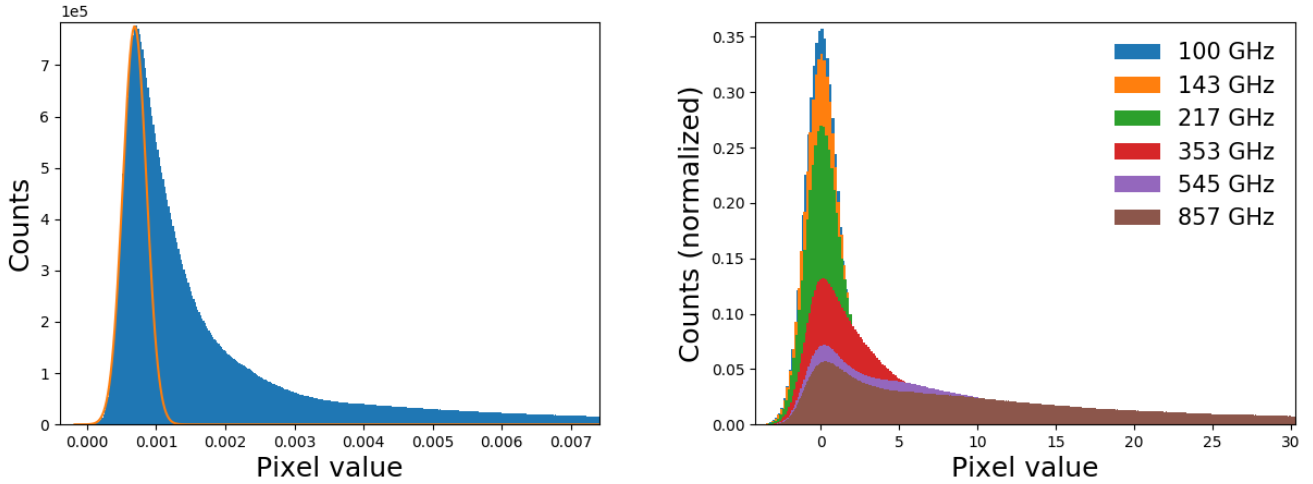 1e5
7
6
5
4
3
2
1
0
Counts
0.000 0.001 0.002 0.003 0.004 0.005 0.006 0.007
Pixel value
0.35
0.30
0.25
0.20
0.15
0.10
0.05
0.00
Counts (normalized)
100 GHz
143 GHz
217 GHz
353 GHz
545 GHz
857 GHz
0 5 10 15 20 25 30
Pixel value